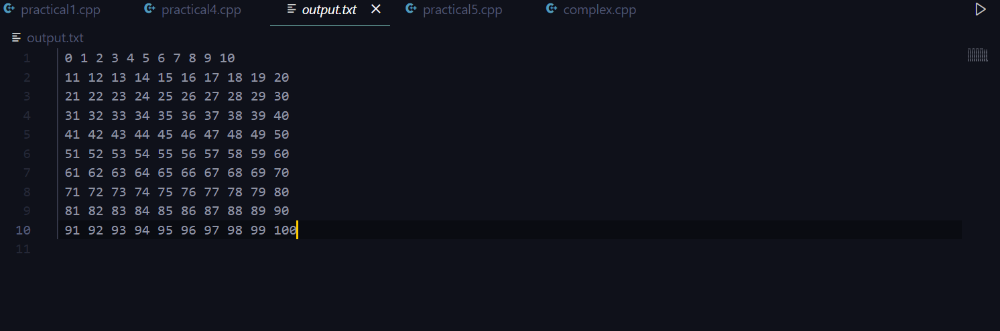 practical1.cpp practical4.cpp output.txt practical5.cpp complex.cpp
output.txt
1 0 1 2 3 4 5 6 7 8 9 10
2 11 12 13 14 15 16 17 18 19 20
3 21 22 23 24 25 26 27 28 29 30
4 31 32 33 34 35 36 37 38 39 40
5 41 42 43 44 45 46 47 48 49 50
6 51 52 53 54 55 56 57 58 59 60
7 61 62 63 64 65 66 67 68 69 70
8 71 72 73 74 75 76 77 78 79 80
9 81 82 83 84 85 86 87 88 89 90
10 91 92 93 94 95 96 97 98 99 100
11